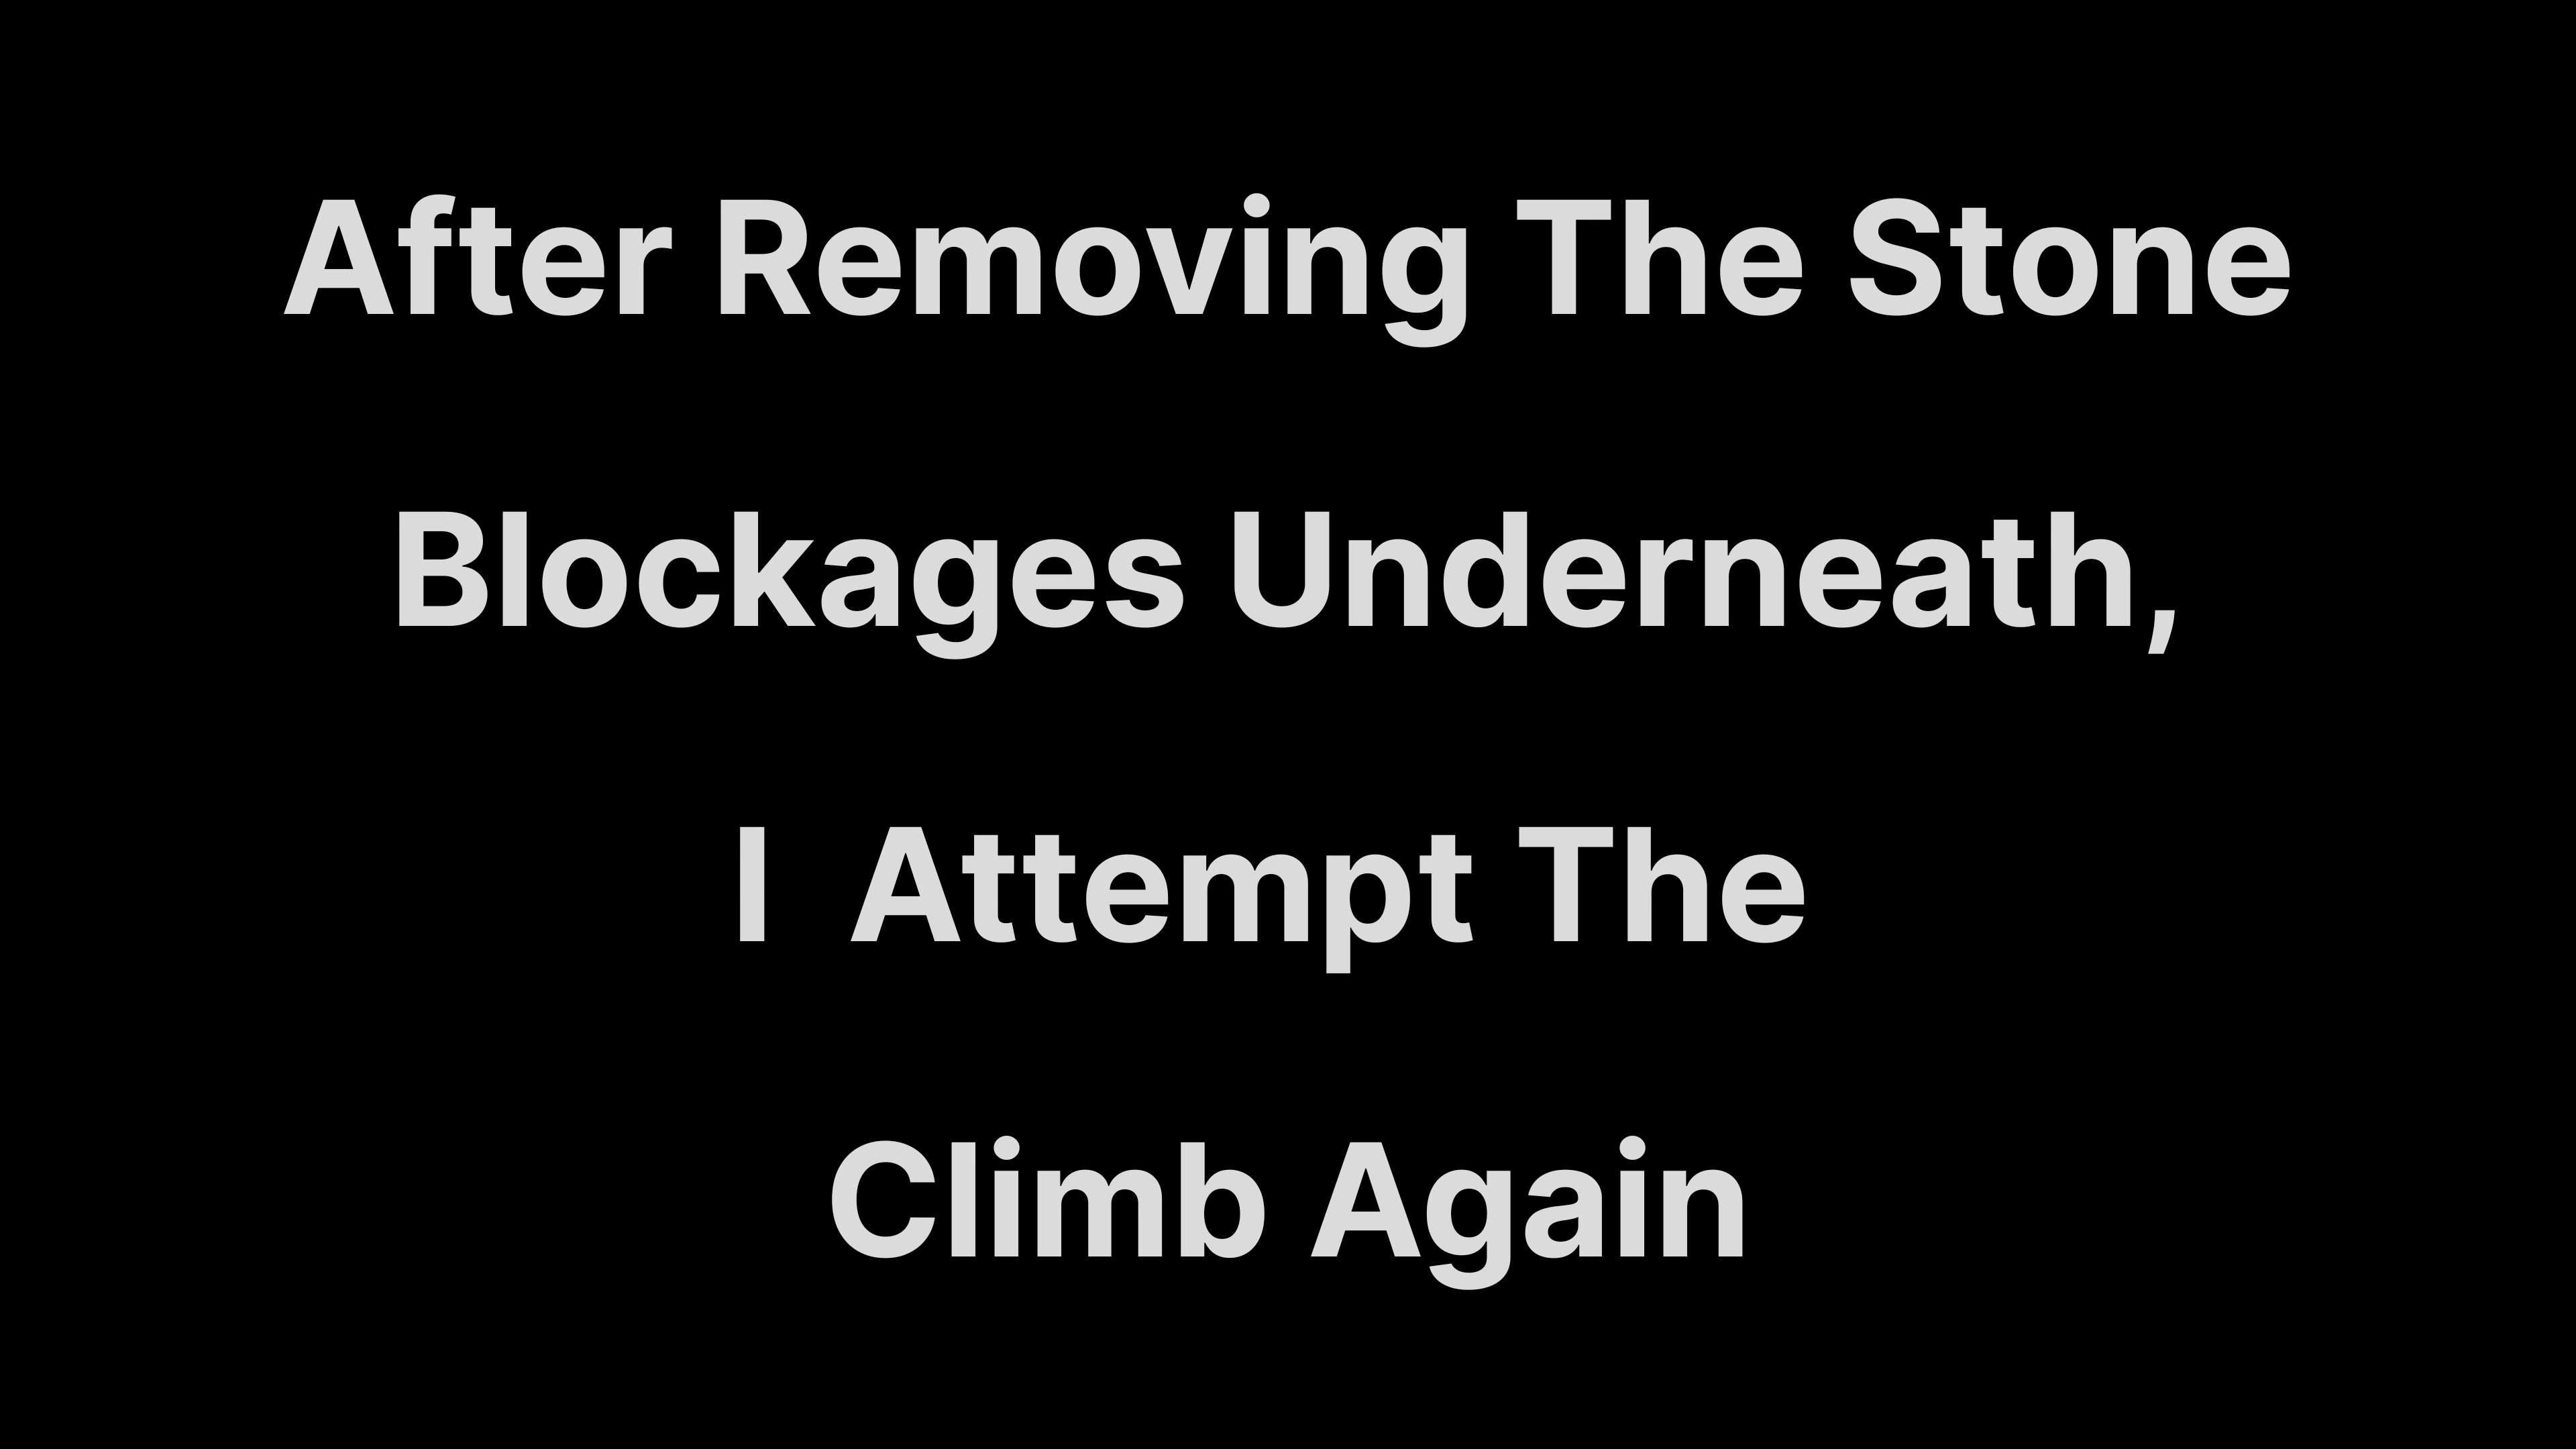 After Removing The Stone
Blockages Underneath,
I  Attempt The
Climb Again